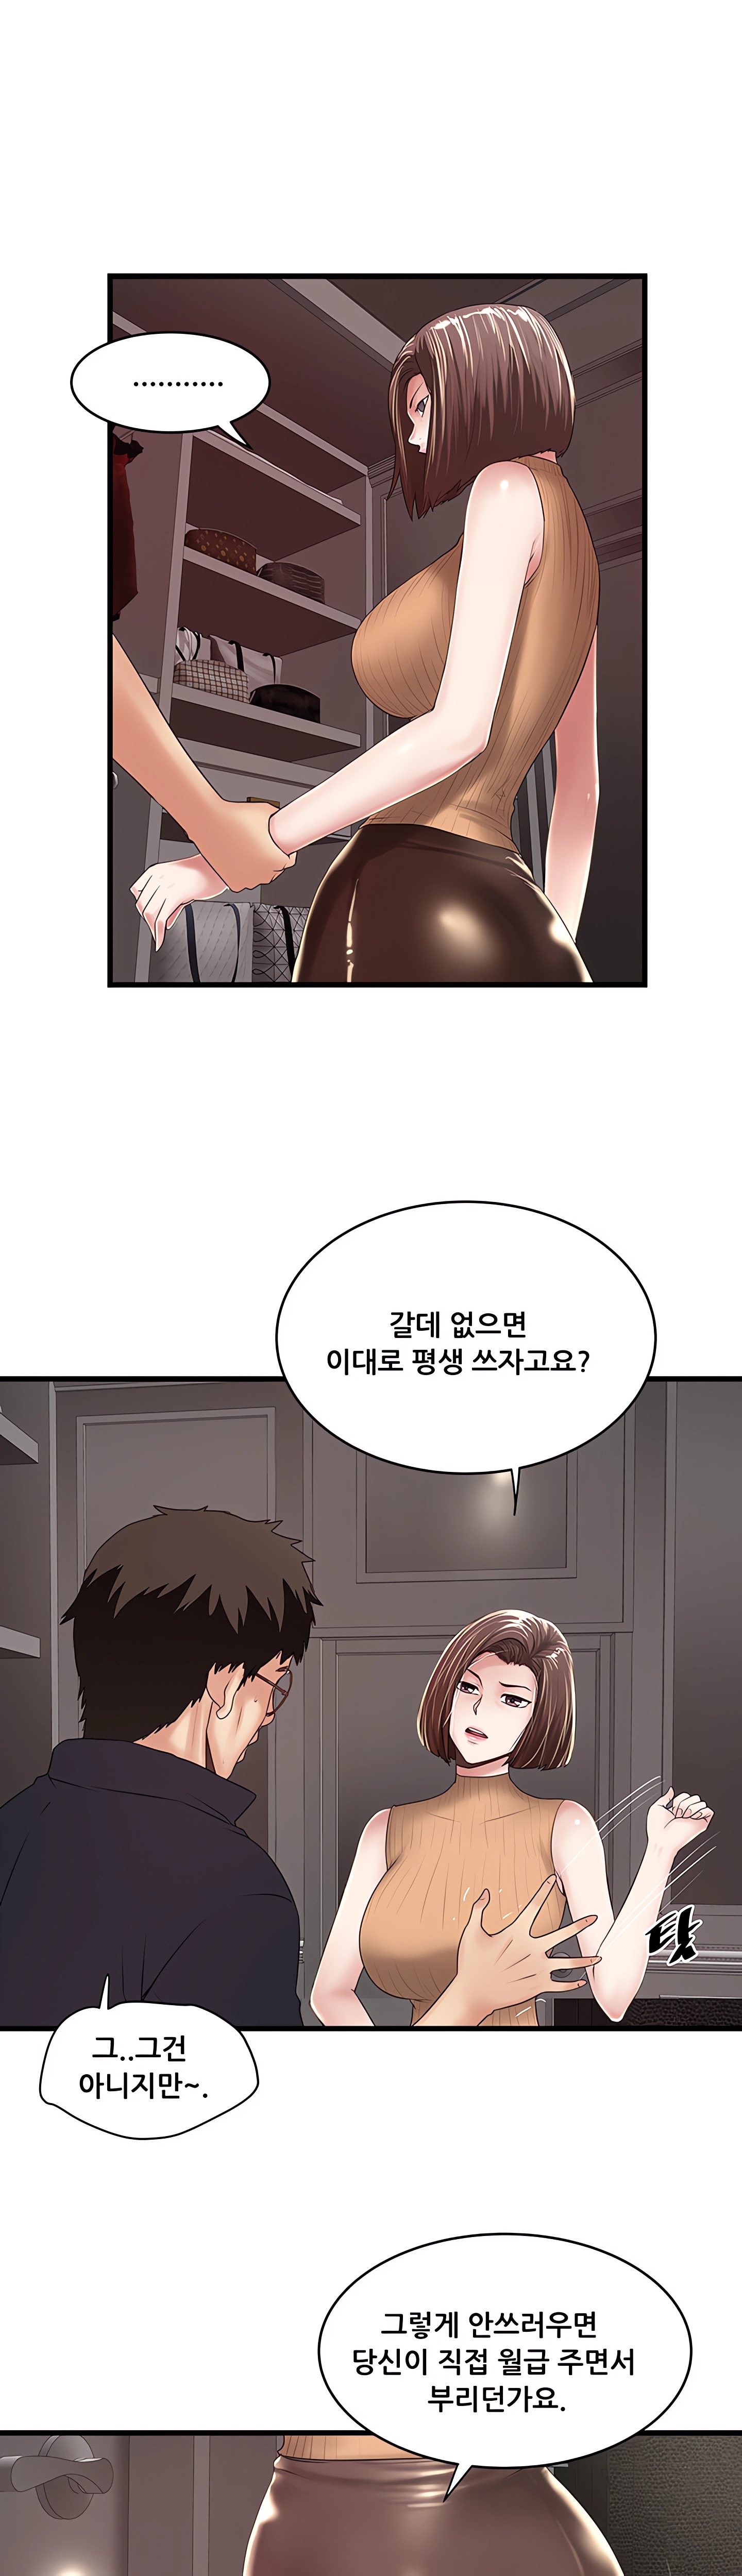 ...........
갈데 없으면
이대로 평생 쓰자고요?
탓
그..그건
아니지만~.
그렇게 안쓰러우면
당신이 직접 월급 주면서
부리던가요.